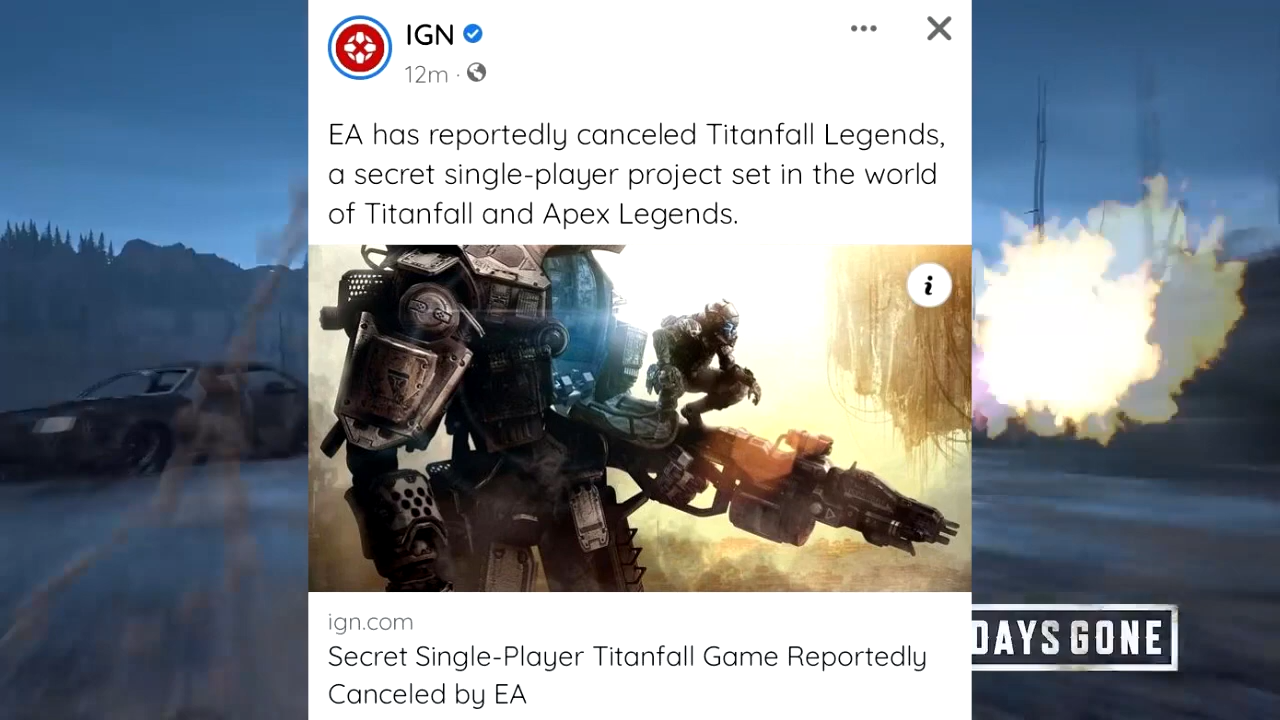 IGN
12m ·
EA has reportedly canceled Titanfall Legends,
a secret single-player project set in the world
of Titanfall and Apex Legends.
i
ign.com
Secret Single-Player Titanfall Game Reportedly
Canceled by EA
DAYS GONE